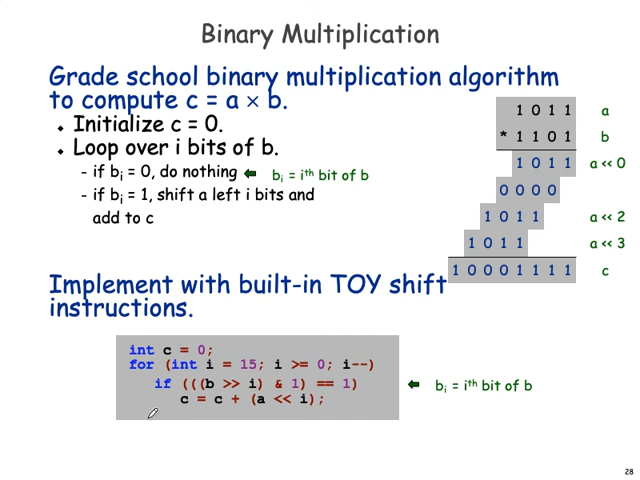 Binary Multiplication
Grade school binary multiplication algorithm
to compute c = a × b.
Initialize c = 0.
Loop over i bits of b.
- if bᵢ = 0, do nothing
bᵢ = iᵗʰ bit of b
- if bᵢ = 1, shift a left i bits and
add to c
1 0 1 1 a
* 1 1 0 1 b
1 0 1 1 a << 0
0 0 0 0
1 0 1 1 a << 2
1 0 1 1 a << 3
1 0 0 0 1 1 1 1 c
Implement with built-in TOY shift
instructions.
int c = 0;
for (int i = 15; i >= 0; i--)
if (((b >> i) & 1) == 1)
c = c + (a << i);
bᵢ = iᵗʰ bit of b
28